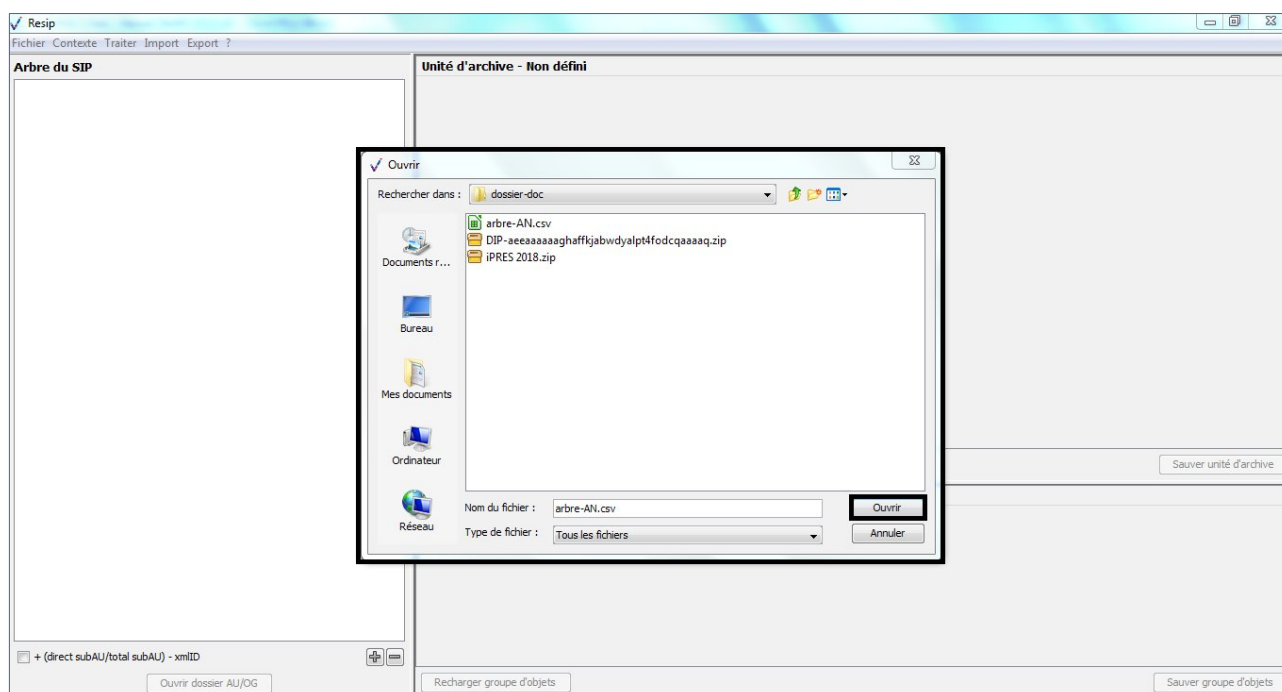 Resip
Fichier Contexte Traiter Import Export ?
Arbre du SIP
Unité d'archive - Non défini
Ouvrir
Rechercher dans :
dossier-doc
arbre-AN.csv
DIP-aeeaaaaaaghaffkjabwdyalpt4fodcqaaaaq.zip
iPRES 2018.zip
Documents r...
Bureau
Mes documents
Ordinateur
Réseau
Nom du fichier :
arbre-AN.csv
Ouvrir
Type de fichier :
Tous les fichiers
Annuler
Sauver unité d'archive
+ (direct subAU/total subAU) - xmlID
Ouvrir dossier AU/OG
Recharger groupe d'objets
Sauver groupe d'objets